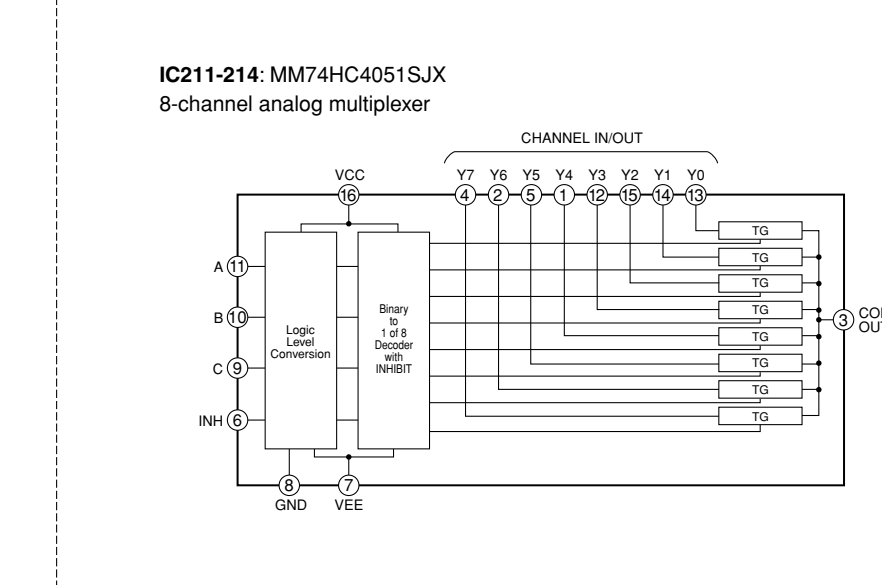 IC211-214: MM74HC4051SJX
8-channel analog multiplexer
CHANNEL IN/OUT
VCC Y7 Y6 Y5 Y4 Y3 Y2 Y1 Y0
16 4 2 5 1 12 15 14 13
TG
TG
TG
TG
TG
TG
TG
TG
A 11
B 10
C 9
INH 6
Logic
Level
Conversion
Binary
to
1 of 8
Decoder
with
INHIBIT
3
8 7
GND VEE